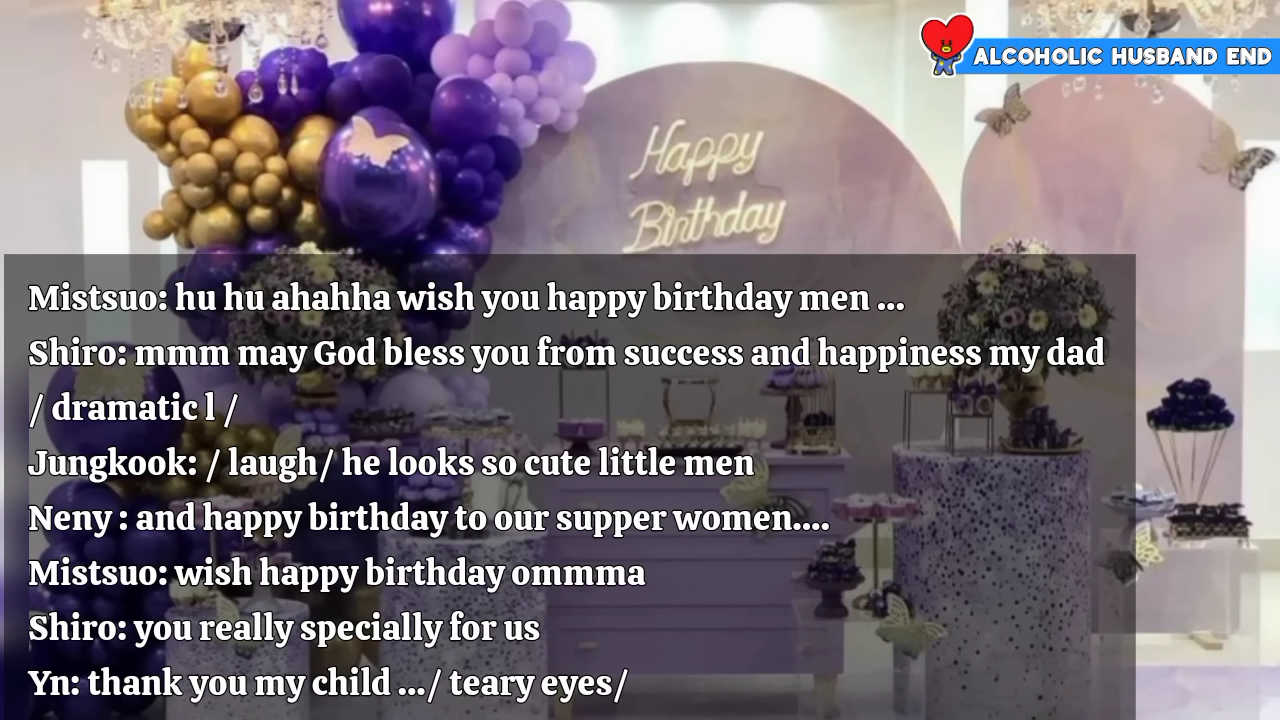 ALCOHOLIC HUSBAND END
Happy
Birthday
Mistsuo: hu hu ahahha wish you happy birthday men ...
Shiro: mmm may God bless you from success and happiness my dad
/ dramatic l /
Jungkook: / laugh/ he looks so cute little men
Neny : and happy birthday to our supper women....
Mistsuo: wish happy birthday ommma
Shiro: you really specially for us
Yn: thank you my child .../ teary eyes/